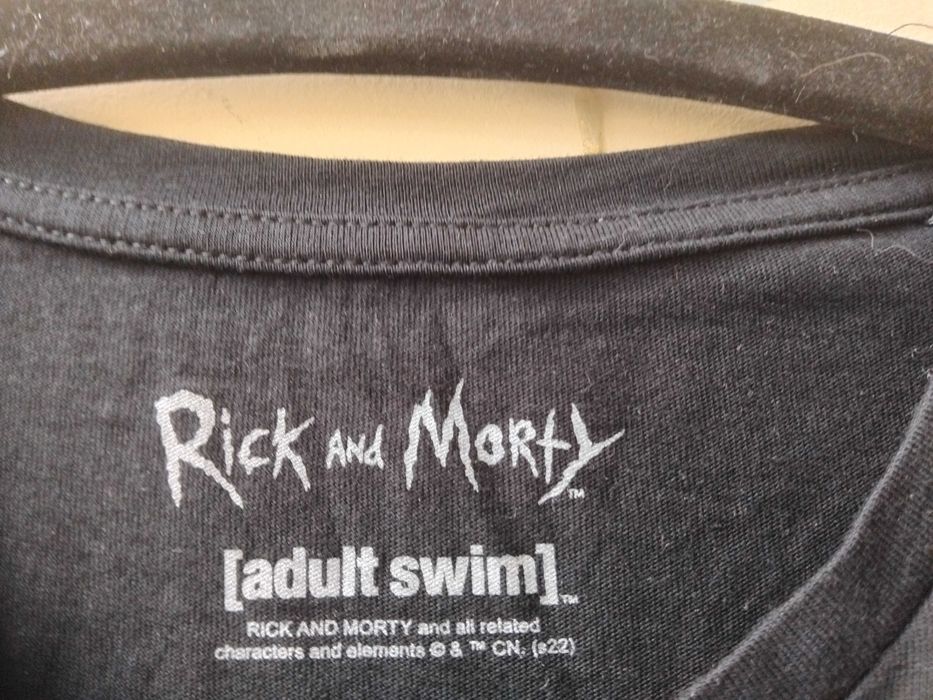 Rick and Morty™
[adult swim]™
RICK AND MORTY and all related
characters and elements © & ™ CN. (s22)